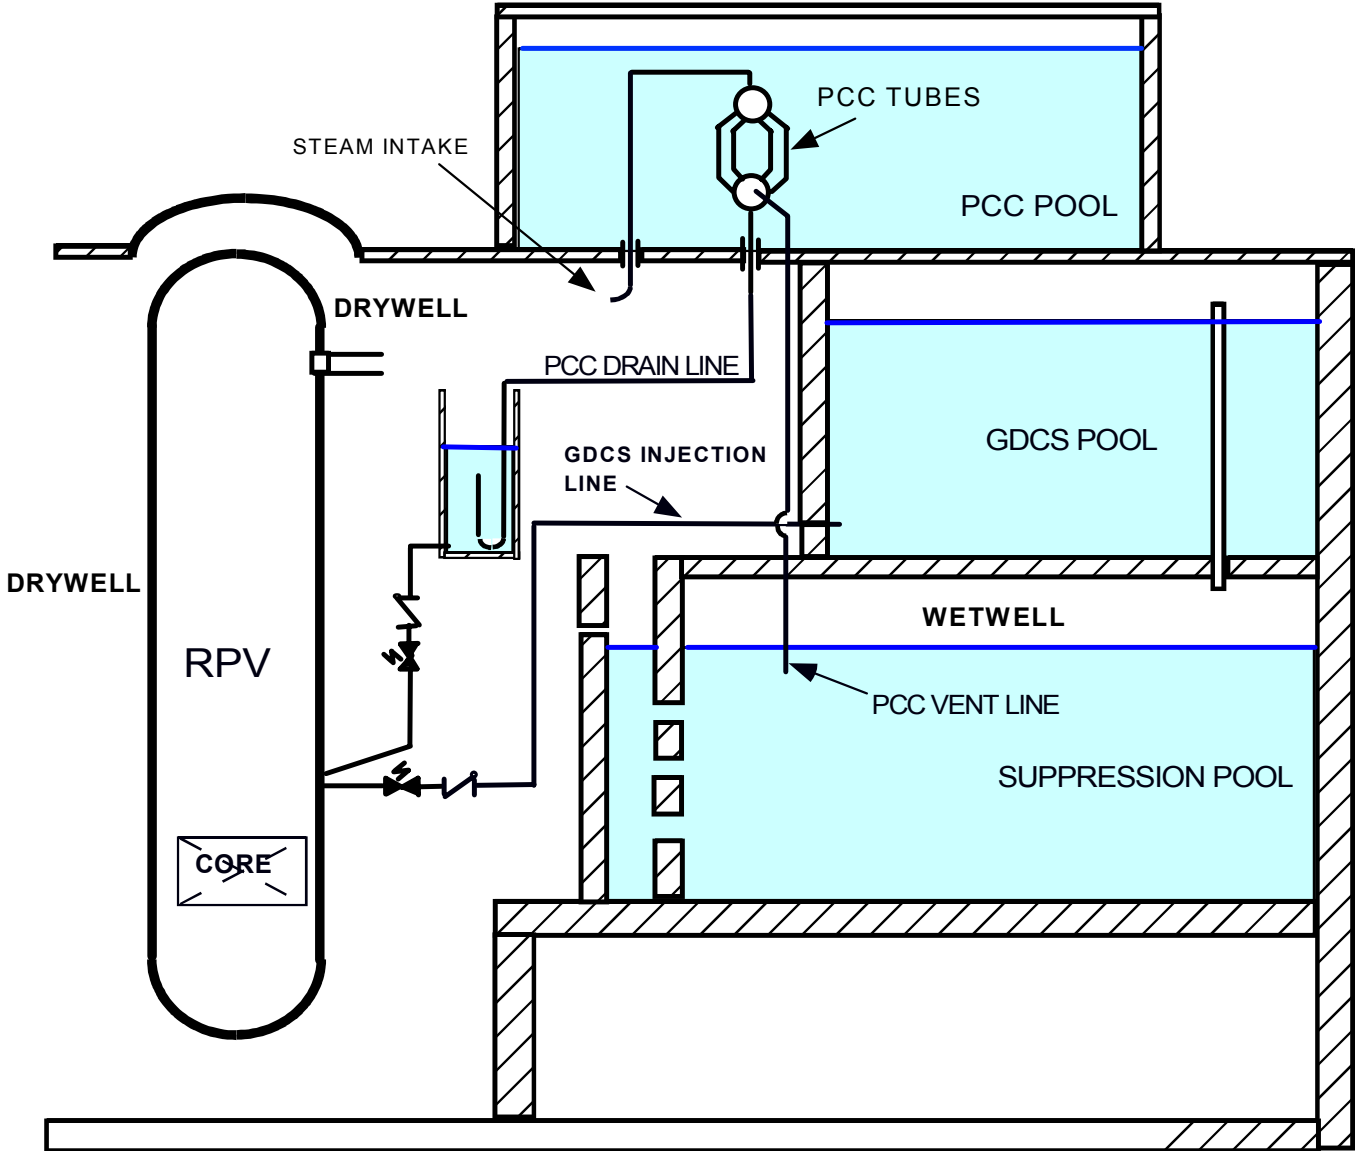 PCC TUBES
STEAM INTAKE
PCC POOL
DRYWELL
PCC DRAIN LINE
GDCS POOL
GDCS INJECTION
LINE
DRYWELL
WETWELL
RPV
PCC VENT LINE
SUPPRESSION POOL
CORE